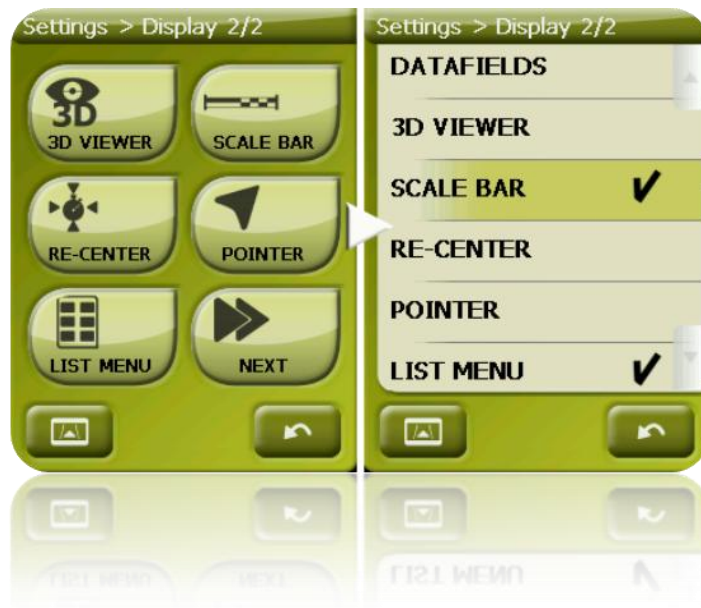 Settings > Display 2/2
3D
3D VIEWER
SCALE BAR
RE-CENTER
POINTER
LIST MENU
NEXT
Settings > Display 2/2
DATAFIELDS
3D VIEWER
SCALE BAR
RE-CENTER
POINTER
LIST MENU